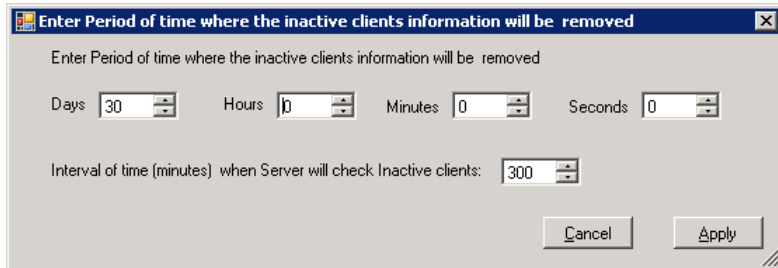 Enter Period of time where the inactive clients information will be  removed
Enter Period of time where the inactive clients information will be  removed
Days 30 Hours 0 Minutes 0 Seconds 0
Interval of time (minutes)  when Server will check Inactive clients: 300
Cancel Apply